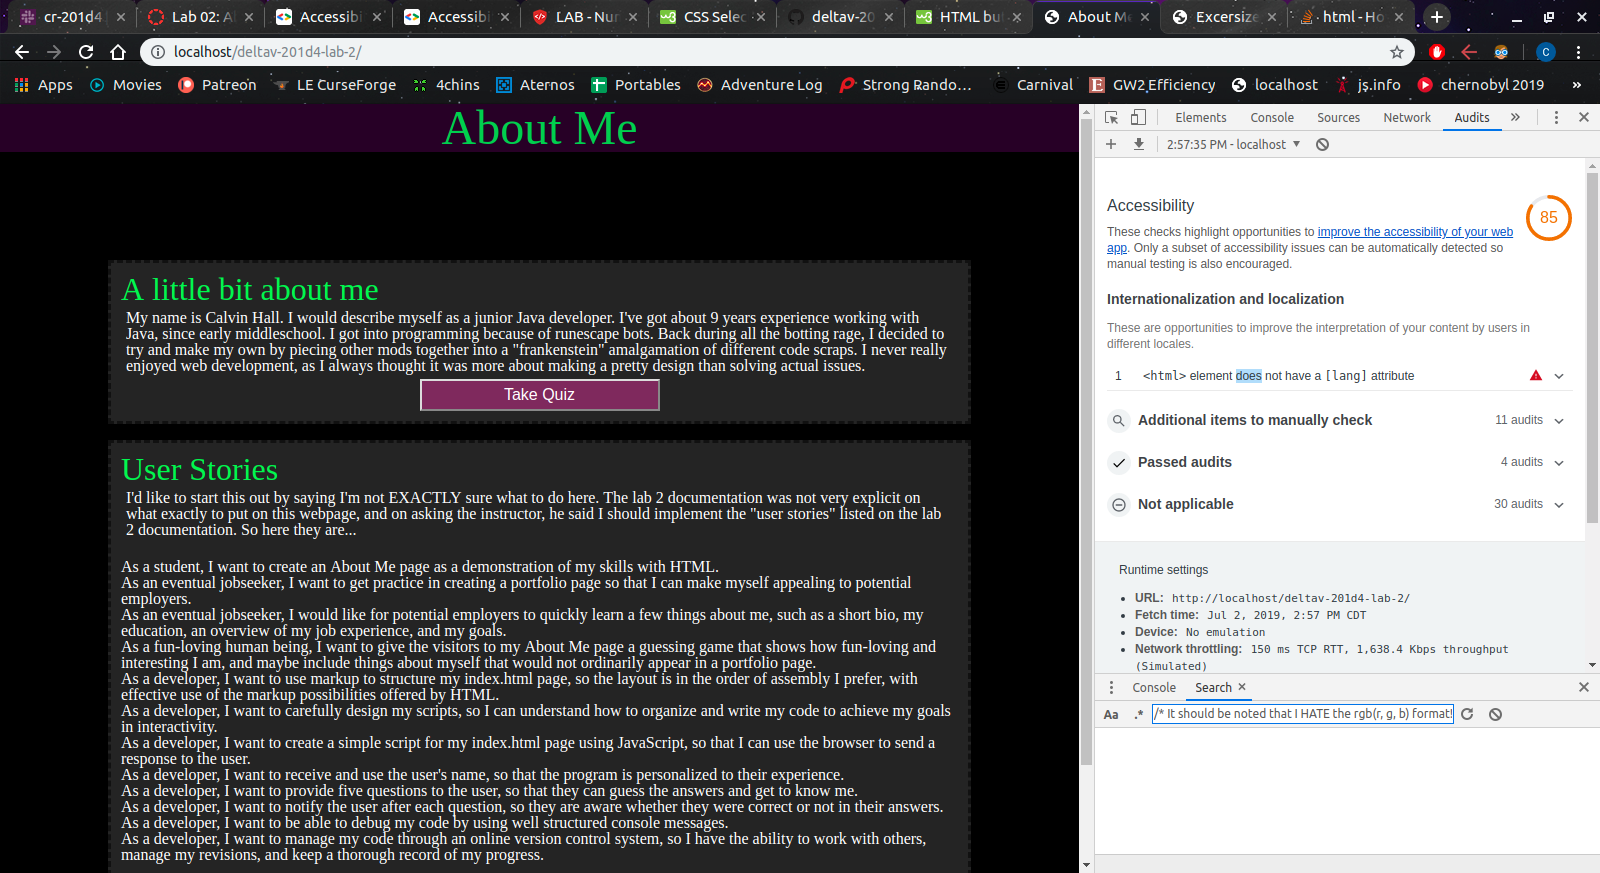 cr-201d4
Lab 02: A
Accessibi
Accessibi
LAB - Nu
CSS Selec
deltav-20
HTML bu
About Me
Excersize
html - Ho
localhost/deltav-201d4-lab-2/
C
Apps Movies Patreon LE CurseForge 4chins Aternos Portables Adventure Log Strong Rando... Carnival GW2 Efficiency localhost js.info chernobyl 2019 »
About Me
A little bit about me
My name is Calvin Hall. I would describe myself as a junior Java developer. I've got about 9 years experience working with
Java, since early middleschool. I got into programming because of runescape bots. Back during all the botting rage, I decided to
try and make my own by piecing other mods together into a "frankenstein" amalgamation of different code scraps. I never really
enjoyed web development, as I always thought it was more about making a pretty design than solving actual issues.
Take Quiz
User Stories
I'd like to start this out by saying I'm not EXACTLY sure what to do here. The lab 2 documentation was not very explicit on
what exactly to put on this webpage, and on asking the instructor, he said I should implement the "user stories" listed on the lab
2 documentation. So here they are...
As a student, I want to create an About Me page as a demonstration of my skills with HTML.
As an eventual jobseeker, I want to get practice in creating a portfolio page so that I can make myself appealing to potential
employers.
As an eventual jobseeker, I would like for potential employers to quickly learn a few things about me, such as a short bio, my
education, an overview of my job experience, and my goals.
As a fun-loving human being, I want to give the visitors to my About Me page a guessing game that shows how fun-loving and
interesting I am, and maybe include things about myself that would not ordinarily appear in a portfolio page.
As a developer, I want to use markup to structure my index.html page, so the layout is in the order of assembly I prefer, with
effective use of the markup possibilities offered by HTML.
As a developer, I want to carefully design my scripts, so I can understand how to organize and write my code to achieve my goals
in interactivity.
As a developer, I want to create a simple script for my index.html page using JavaScript, so that I can use the browser to send a
response to the user.
As a developer, I want to receive and use the user's name, so that the program is personalized to their experience.
As a developer, I want to provide five questions to the user, so that they can guess the answers and get to know me.
As a developer, I want to notify the user after each question, so they are aware whether they were correct or not in their answers.
As a developer, I want to be able to debug my code by using well structured console messages.
As a developer, I want to manage my code through an online version control system, so I have the ability to work with others,
manage my revisions, and keep a thorough record of my progress.
Elements Console Sources Network Audits »
2:57:35 PM - localhost
Accessibility
85
These checks highlight opportunities to improve the accessibility of your web
app. Only a subset of accessibility issues can be automatically detected so
manual testing is also encouraged.
Internationalization and localization
These are opportunities to improve the interpretation of your content by users in
different locales.
1 <html> element does not have a [lang] attribute
Additional items to manually check 11 audits
Passed audits 4 audits
Not applicable 30 audits
Runtime settings
URL: http://localhost/deltav-201d4-lab-2/
Fetch time: Jul 2, 2019, 2:57 PM CDT
Device: No emulation
Network throttling: 150 ms TCP RTT, 1,638.4 Kbps throughput
(Simulated)
Console Search
Aa .* /* It should be noted that I HATE the rgb(r, g, b) format!